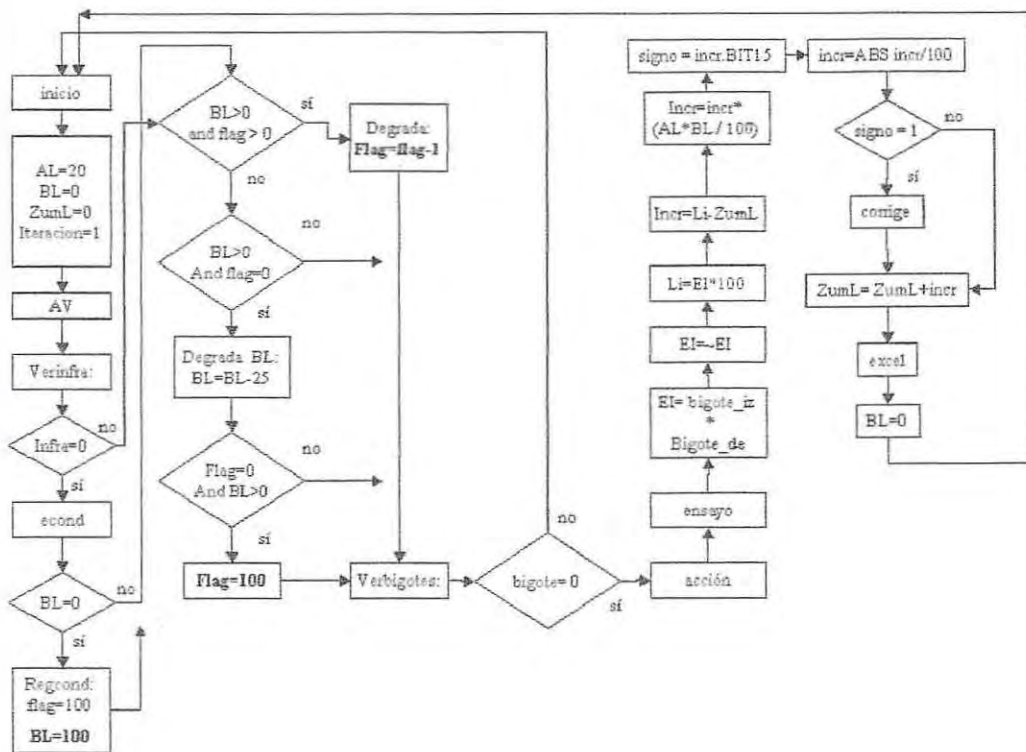 inicio
AL=20
BL=0
ZumL=0
Iteracion=1
AV
Verinfra:
Infra=0
no
sí
econd
BL=0
no
sí
Regcond:
flag=100
BL=100
BL>0
and flag > 0
sí
no
Degrada:
Flag=flag-1
BL>0
And flag=0
no
sí
Degrada BL:
BL=BL-25
Flag=0
And BL>0
no
sí
Flag=100
Verbigotes:
bigote= 0
no
sí
acción
ensayo
EI= bigote_iz
*
Bigote_de
EI=~EI
Li=EI*100
Incr=Li-ZumL
Incr=incr*
(AL*BL / 100)
signo = incr.BIT15
incr=ABS incr/100
signo = 1
no
sí
corrige
ZumL= ZumL+incr
excel
BL=0